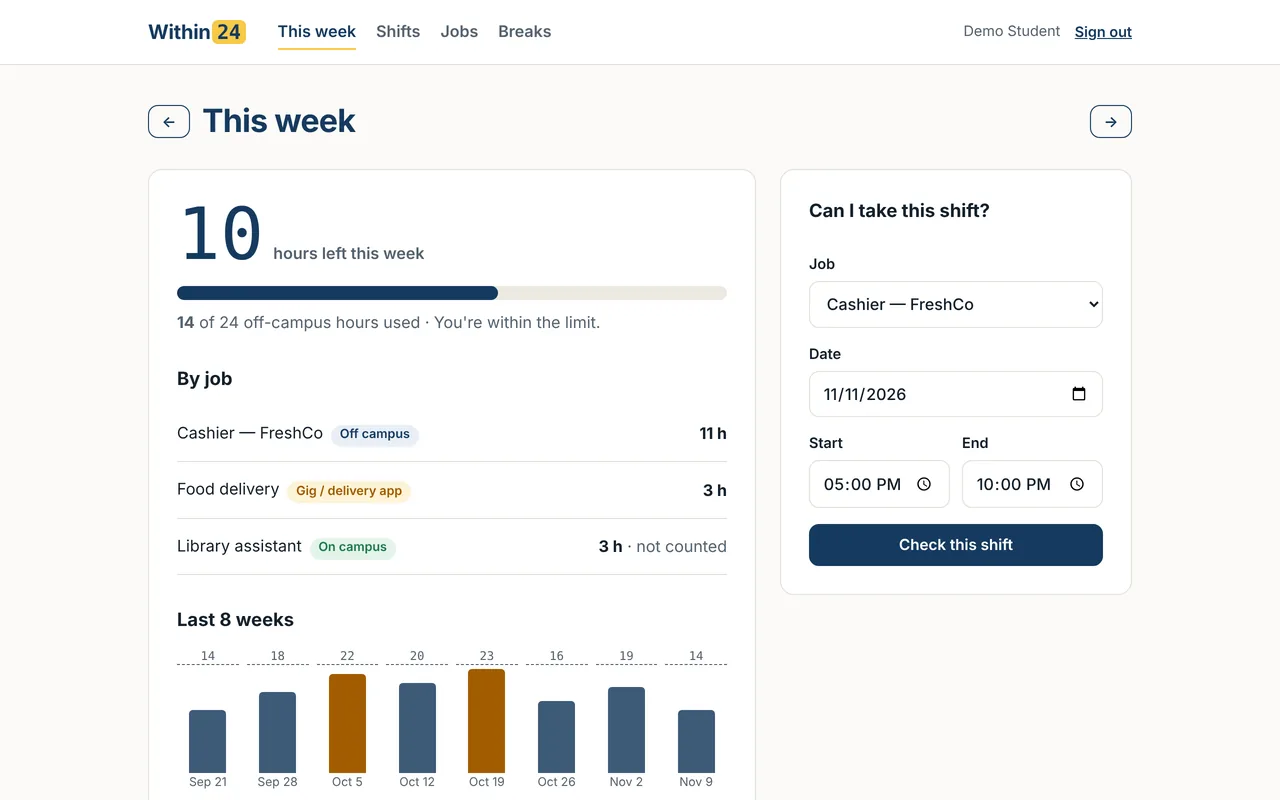 Within 24 This week Shifts Jobs Breaks Demo Student Sign out
← This week →
10 hours left this week
14 of 24 off-campus hours used · You're within the limit.
By job
Cashier — FreshCo Off campus 11 h
Food delivery Gig / delivery app 3 h
Library assistant On campus 3 h · not counted
Last 8 weeks
14 18 22 20 23 16 19 14
Sep 21 Sep 28 Oct 5 Oct 12 Oct 19 Oct 26 Nov 2 Nov 9
Can I take this shift?
Job
Cashier — FreshCo
Date
11/11/2026
Start End
05:00 PM 10:00 PM
Check this shift